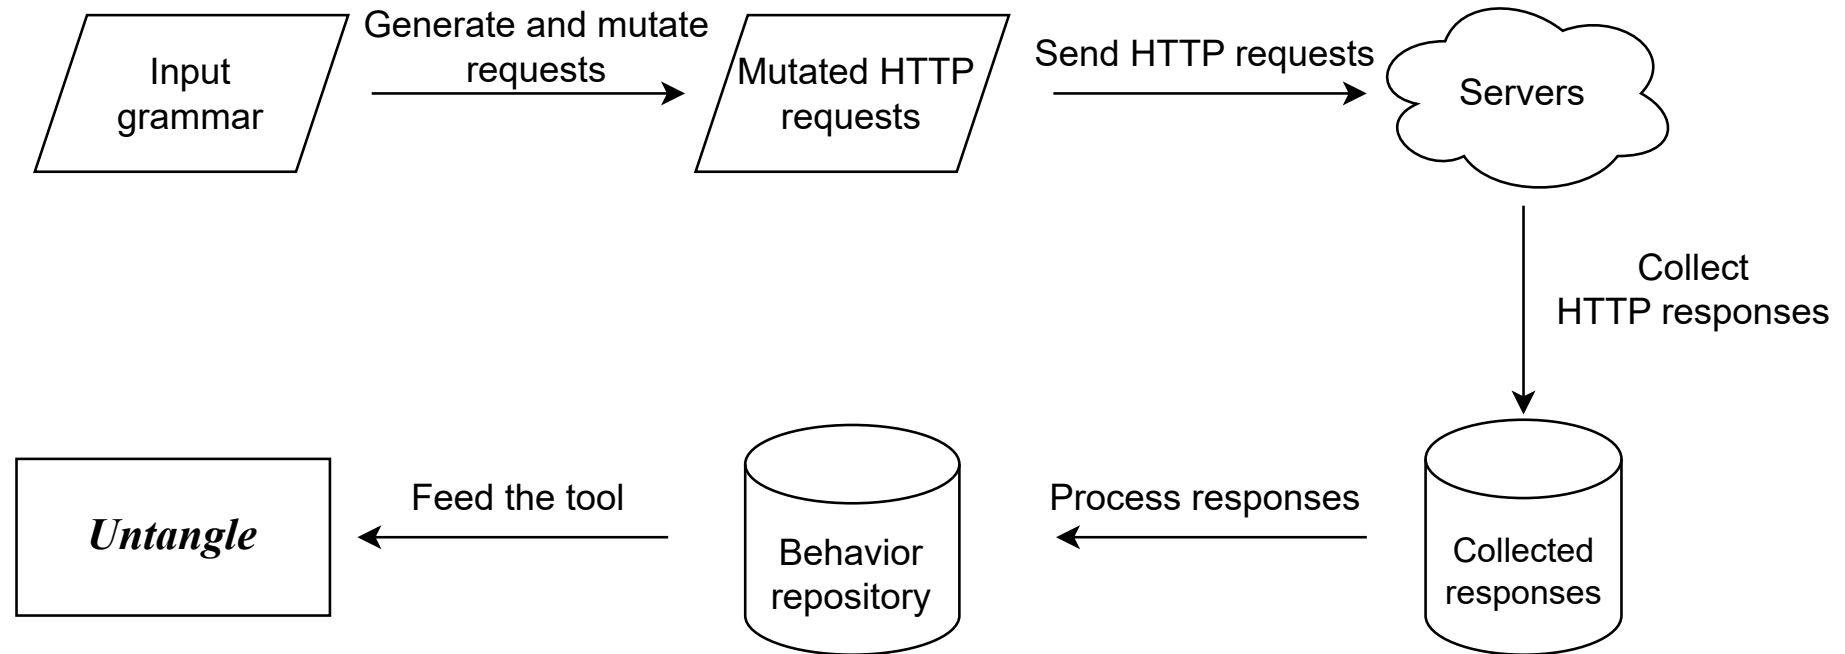 Input
grammar
Generate and mutate
requests
Mutated HTTP
requests
Send HTTP requests
Servers
Collect
HTTP responses
Untangle
Feed the tool
Behavior
repository
Process responses
Collected
responses